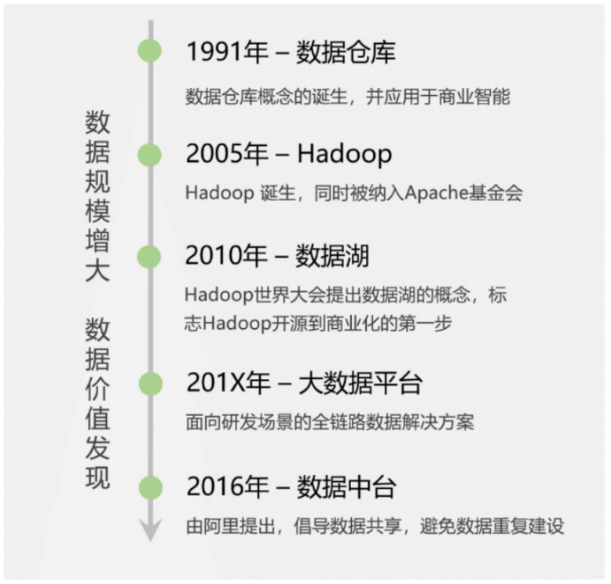 数据规模增大
数据价值发现
1991年 – 数据仓库
数据仓库概念的诞生，并应用于商业智能
2005年 – Hadoop
Hadoop 诞生，同时被纳入Apache基金会
2010年 – 数据湖
Hadoop世界大会提出数据湖的概念，标
志Hadoop开源到商业化的第一步
201X年 – 大数据平台
面向研发场景的全链路数据解决方案
2016年 – 数据中台
由阿里提出，倡导数据共享，避免数据重复建设